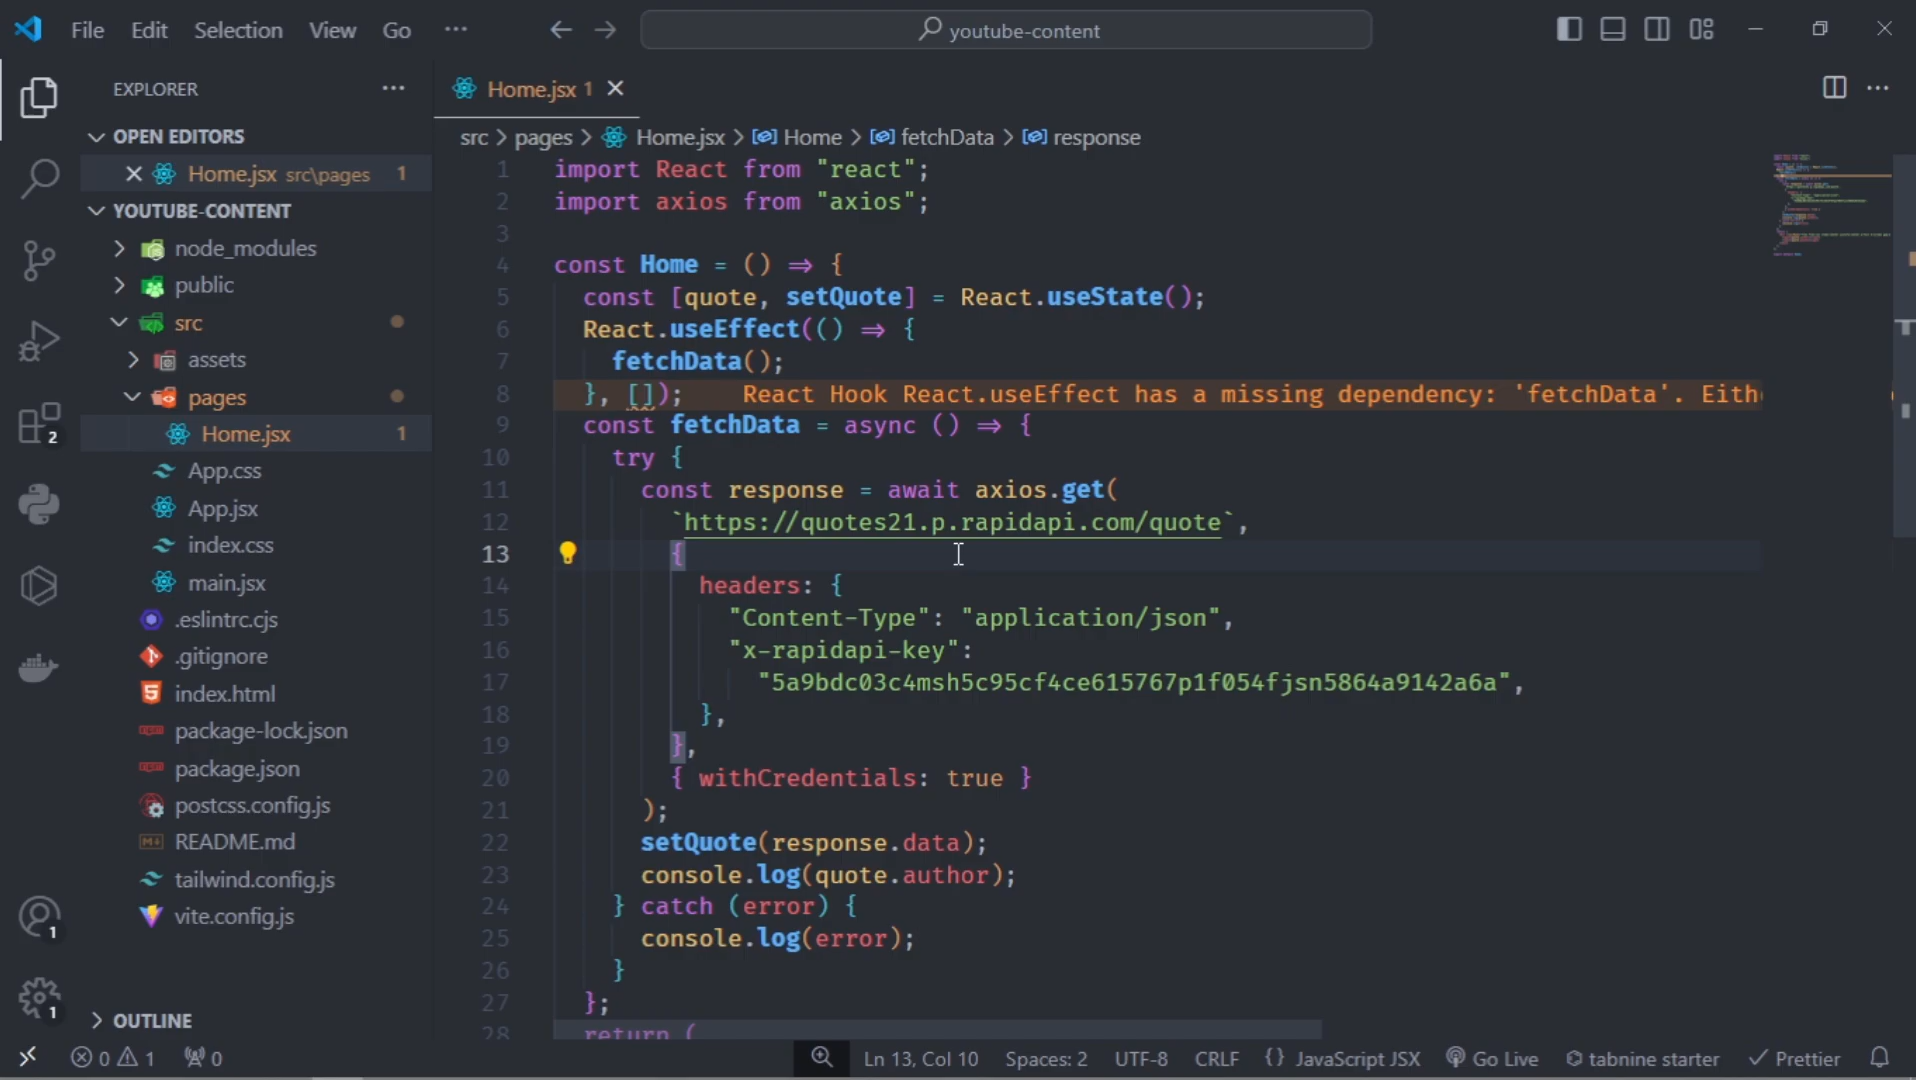 File Edit Selection View Go ··· youtube-content
EXPLORER ···
OPEN EDITORS
Home.jsx src\pages 1
YOUTUBE-CONTENT
node_modules
public
src
assets
pages
Home.jsx 1
App.css
App.jsx
index.css
main.jsx
.eslintrc.cjs
.gitignore
index.html
package-lock.json
package.json
postcss.config.js
README.md
tailwind.config.js
vite.config.js
OUTLINE
2
1
1
Home.jsx 1
src > pages > Home.jsx > Home > fetchData > response
1 import React from "react";
2 import axios from "axios";
3
4 const Home = () => {
5 const [quote, setQuote] = React.useState();
6 React.useEffect(() => {
7 fetchData();
8 }, []); React Hook React.useEffect has a missing dependency: 'fetchData'. Eith
9 const fetchData = async () => {
10 try {
11 const response = await axios.get(
12 `https://quotes21.p.rapidapi.com/quote`,
13 {
14 headers: {
15 "Content-Type": "application/json",
16 "x-rapidapi-key":
17 "5a9bdc03c4msh5c95cf4ce615767p1f054fjsn5864a9142a6a",
18 },
19 },
20 { withCredentials: true }
21 );
22 setQuote(response.data);
23 console.log(quote.author);
24 } catch (error) {
25 console.log(error);
26 }
27 };
28 return (
0 1 0 Ln 13, Col 10 Spaces: 2 UTF-8 CRLF {} JavaScript JSX Go Live tabnine starter Prettier